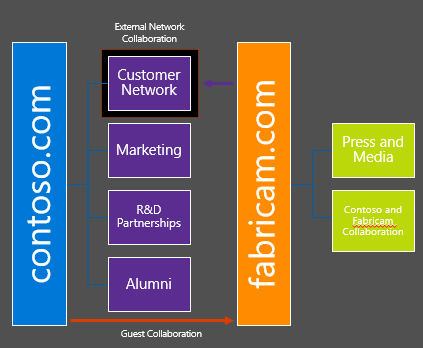 External Network
Collaboration
contoso.com
Customer
Network
Marketing
R&D
Partnerships
Alumni
fabricam.com
Press and
Media
Contoso and
Fabricam
Collaboration
Guest Collaboration